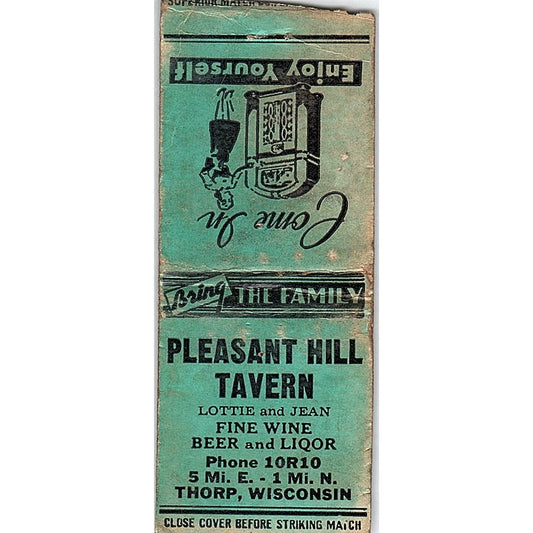 SUPERIOR MATCH
Enjoy Yourself
Come In
Bring THE FAMILY
PLEASANT HILL
TAVERN
LOTTIE and JEAN
FINE WINE
BEER and LIQOR
Phone 10R10
5 Mi. E. - 1 Mi. N.
THORP, WISCONSIN
CLOSE COVER BEFORE STRIKING MATCH